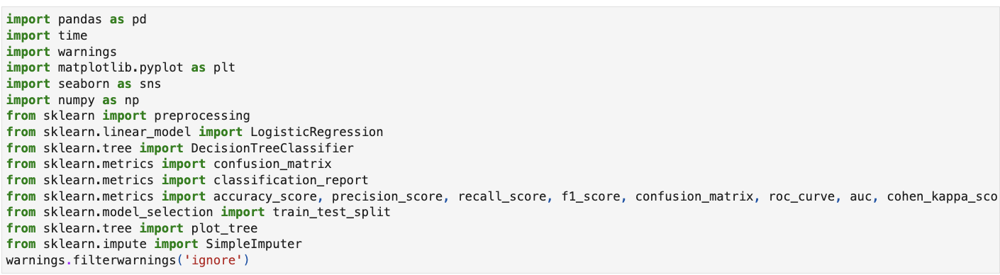 import pandas as pd
import time
import warnings
import matplotlib.pyplot as plt
import seaborn as sns
import numpy as np
from sklearn import preprocessing
from sklearn.linear_model import LogisticRegression
from sklearn.tree import DecisionTreeClassifier
from sklearn.metrics import confusion_matrix
from sklearn.metrics import classification_report
from sklearn.metrics import accuracy_score, precision_score, recall_score, f1_score, confusion_matrix, roc_curve, auc, cohen_kappa_sco
from sklearn.model_selection import train_test_split
from sklearn.tree import plot_tree
from sklearn.impute import SimpleImputer
warnings.filterwarnings('ignore')